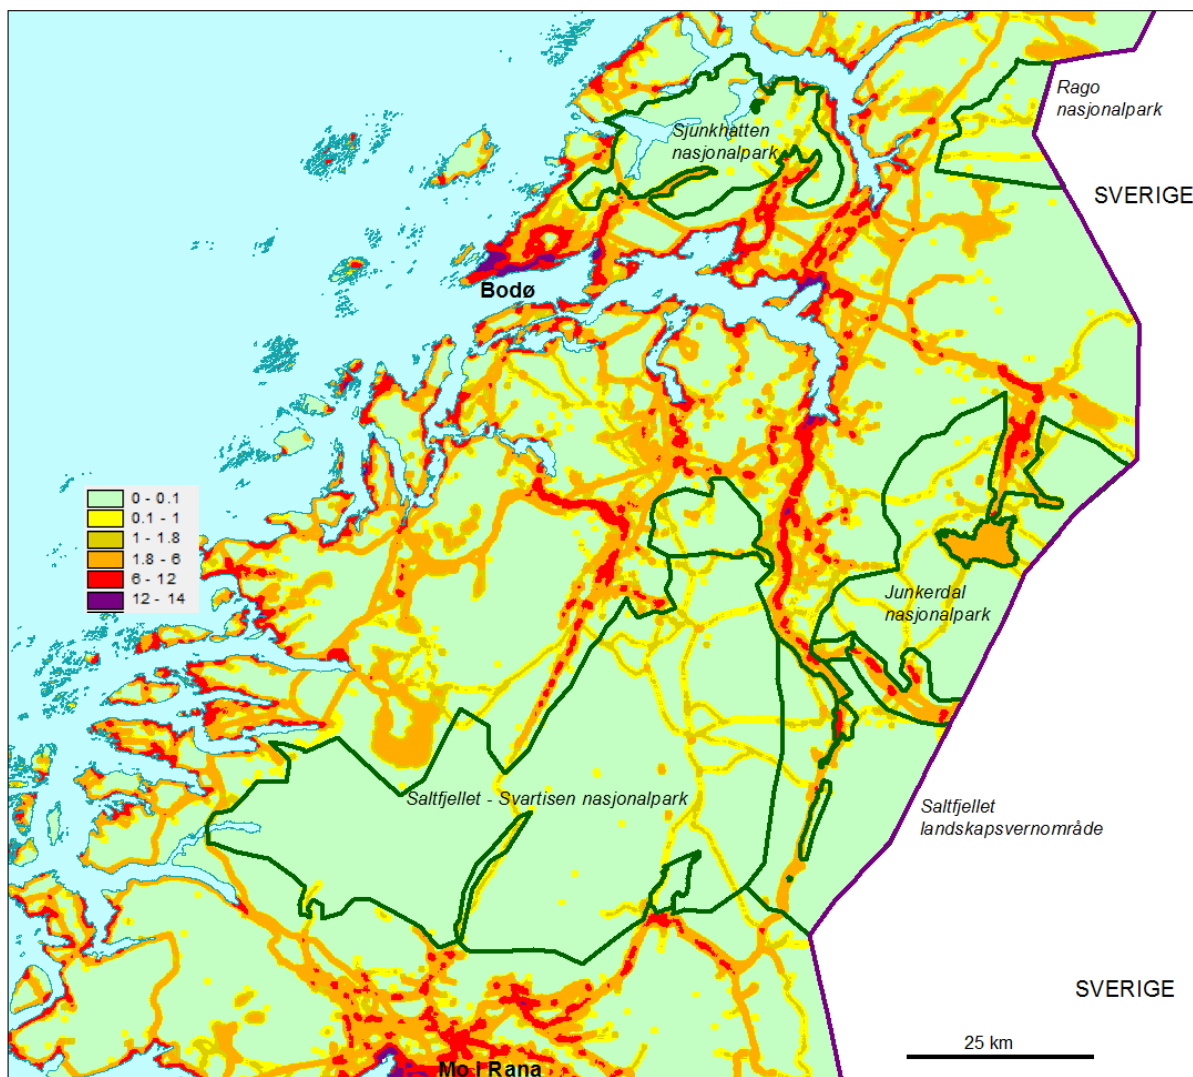 Rago
nasjonalpark
Sjunkhatten
nasjonalpark
SVERIGE
Bodø
0 - 0.1
0.1 - 1
1 - 1.8
1.8 - 6
6 - 12
12 - 14
Junkerdal
nasjonalpark
Saltfjellet - Svartisen nasjonalpark
Saltfjellet
landskapsvernområde
SVERIGE
25 km
Mo i Rana